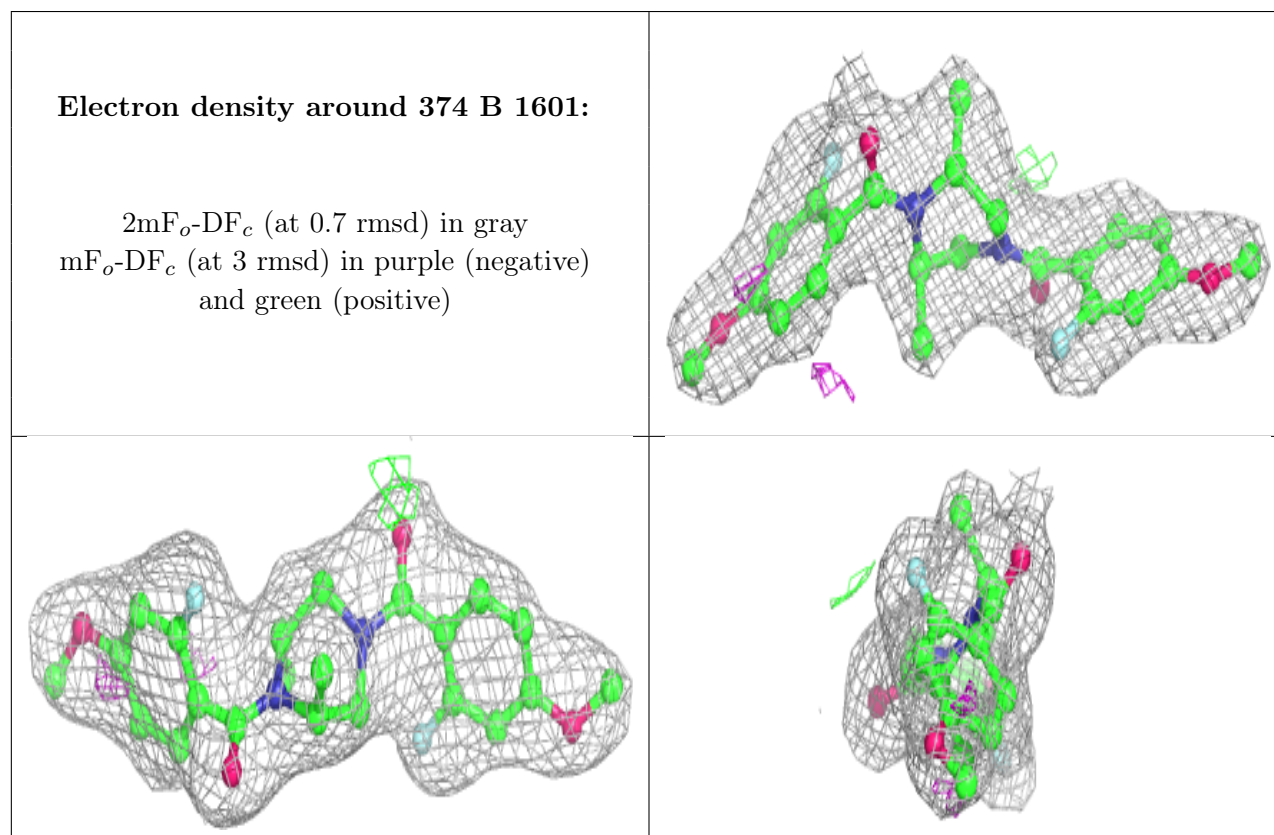 Electron density around 374 B 1601:
2mFo-DFc (at 0.7 rmsd) in gray
mFo-DFc (at 3 rmsd) in purple (negative)
and green (positive)